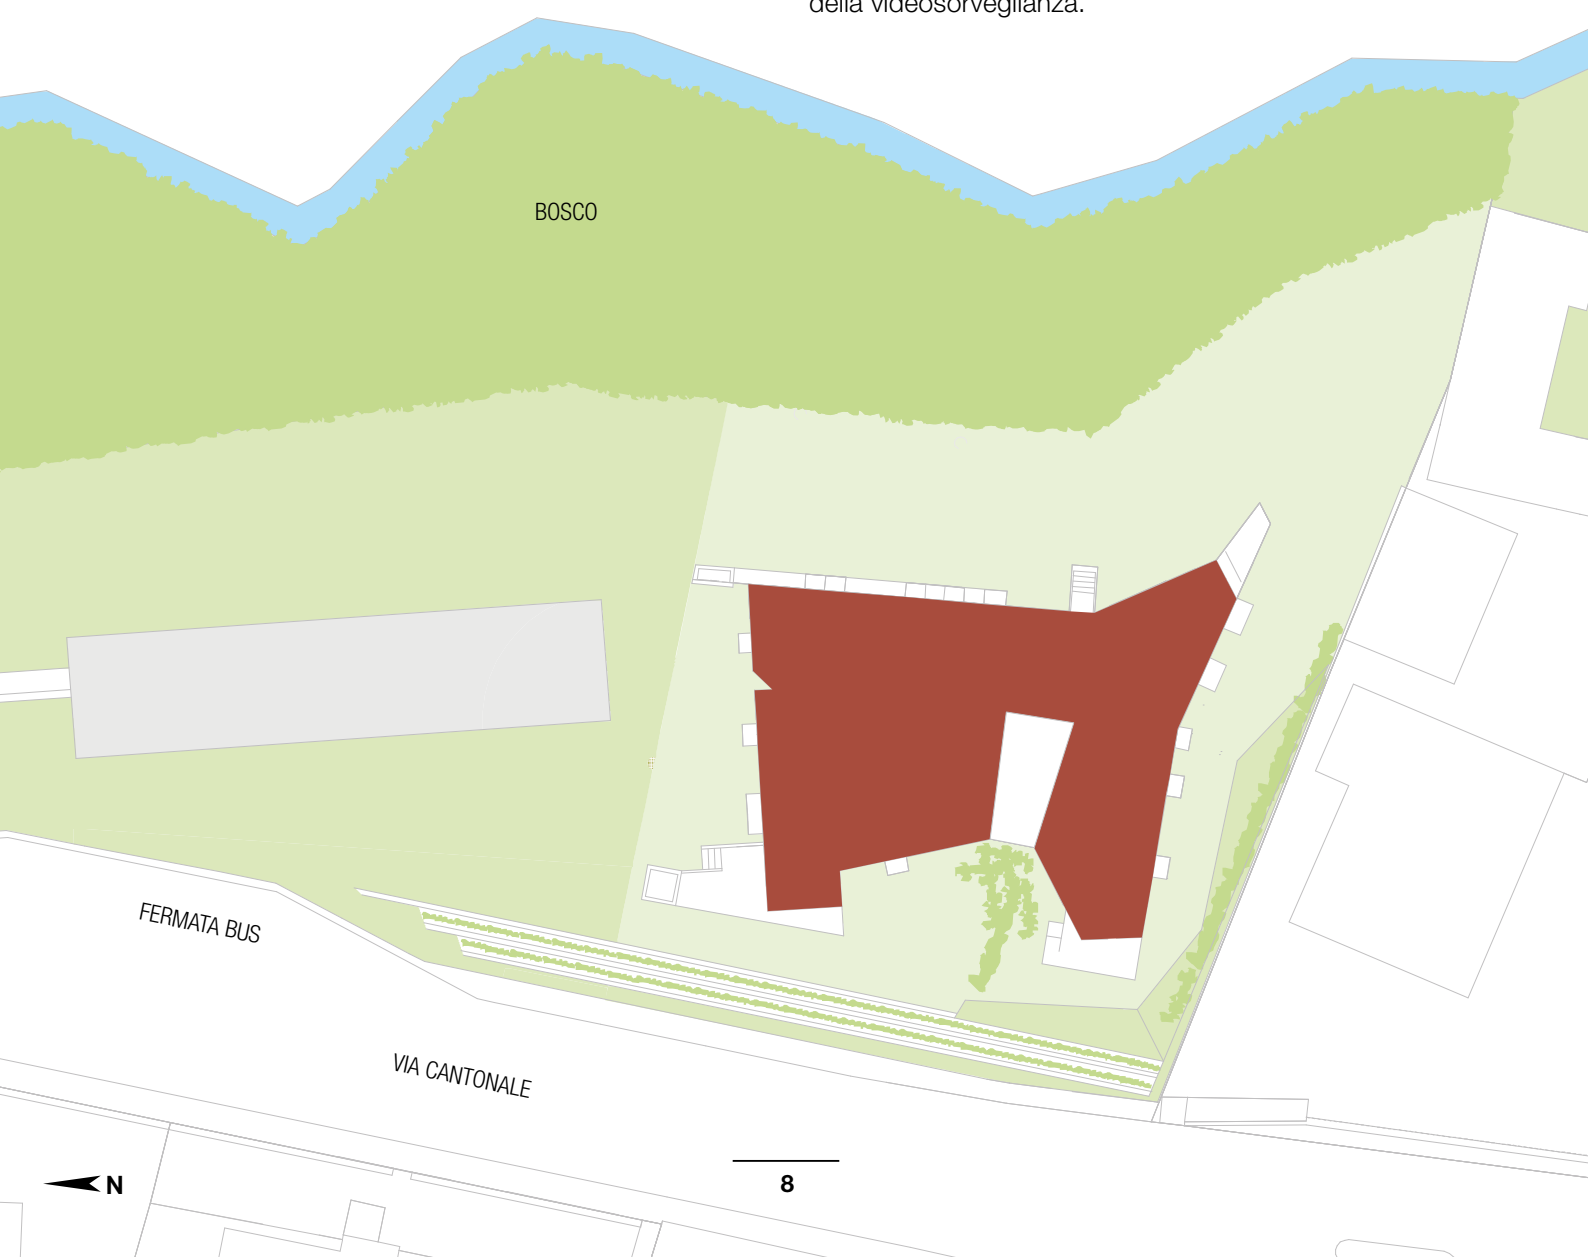 della videosorveglianza.
BOSCO
FERMATA BUS
VIA CANTONALE
N
8